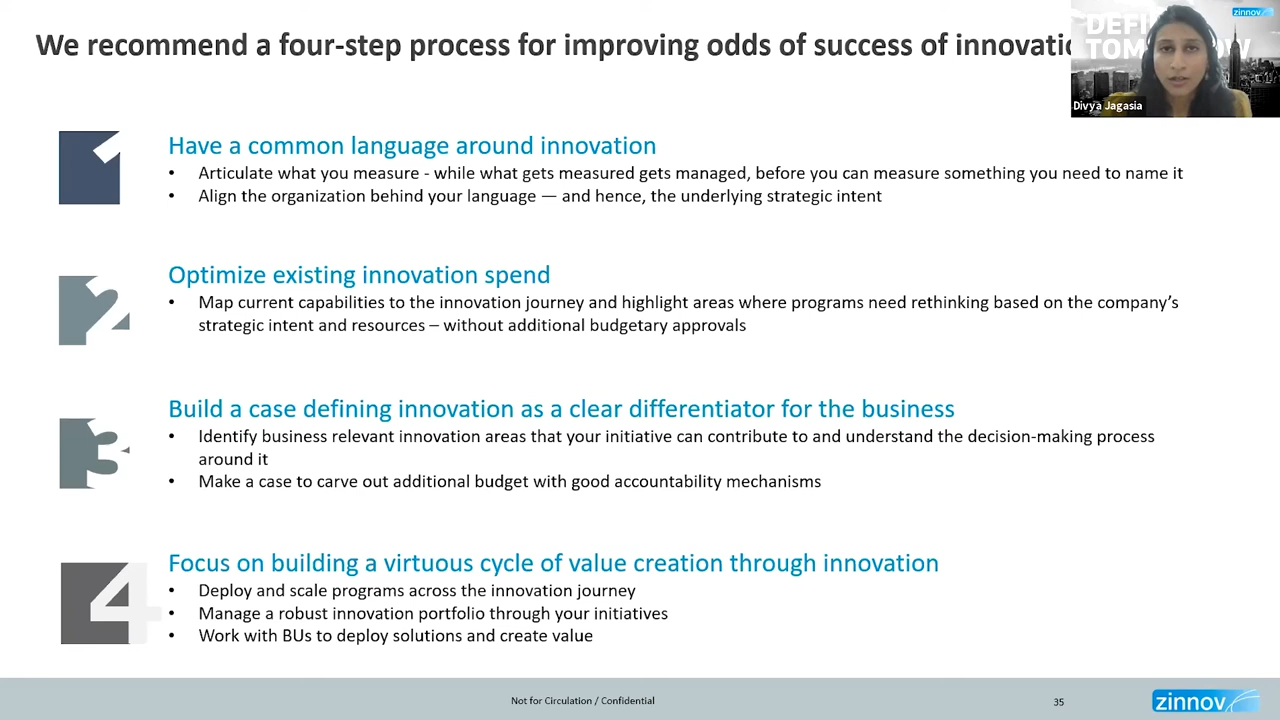 We recommend a four-step process for improving odds of success of
zinnov
DEFI
TOM
OW
Divya Jagasia
1
Have a common language around innovation
• Articulate what you measure - while what gets measured gets managed, before you can measure something you need to name it
• Align the organization behind your language — and hence, the underlying strategic intent
2
Optimize existing innovation spend
• Map current capabilities to the innovation journey and highlight areas where programs need rethinking based on the company’s
strategic intent and resources – without additional budgetary approvals
3
Build a case defining innovation as a clear differentiator for the business
• Identify business relevant innovation areas that your initiative can contribute to and understand the decision-making process
around it
• Make a case to carve out additional budget with good accountability mechanisms
4
Focus on building a virtuous cycle of value creation through innovation
• Deploy and scale programs across the innovation journey
• Manage a robust innovation portfolio through your initiatives
• Work with BUs to deploy solutions and create value
Not for Circulation / Confidential
35
zinnov